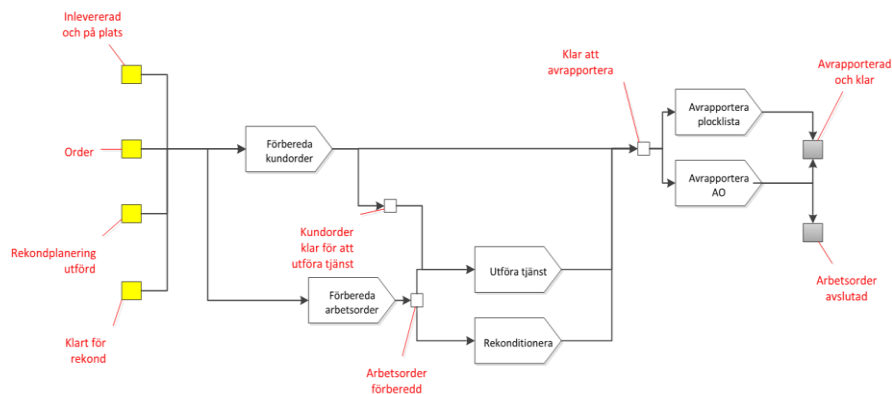 Inlevererad
och på plats
Order
Rekondplanering
utförd
Klart för
rekond
Förbereda
kundorder
Kundorder
klar för att
utföra tjänst
Förbereda
arbetsorder
Arbetsorder
förberedd
Utföra tjänst
Rekonditionera
Klar att
avrapportera
Avrapportera
plocklista
Avrapportera
AO
Avrapporterad
och klar
Arbetsorder
avslutad